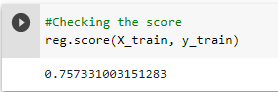 #Checking the score
reg.score(X_train, y_train)
0.757331003151283